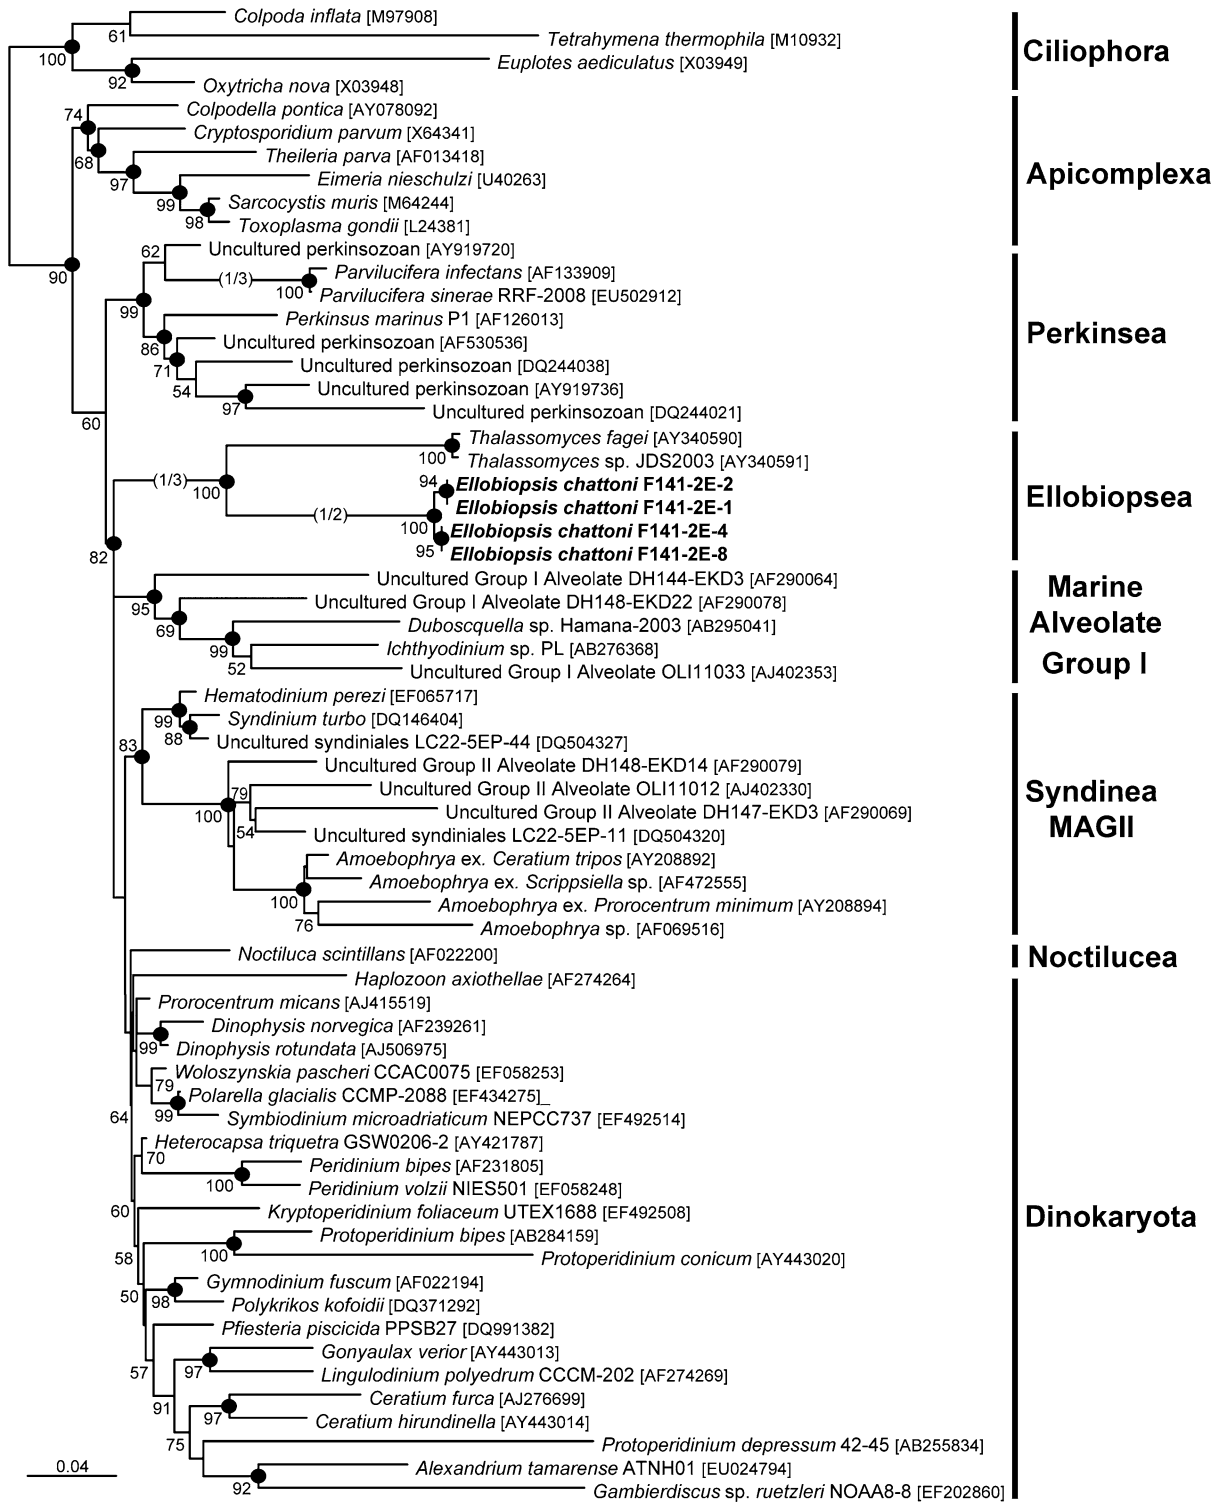 Colpoda inflata [M97908]
61
Tetrahymena thermophila [M10932]
100
Euplotes aediculatus [X03949]
92
Oxytricha nova [X03948]
Ciliophora
74
Colpodella pontica [AY078092]
Cryptosporidium parvum [X64341]
68
Theileria parva [AF013418]
97
Eimeria nieschulzi [U40263]
99
Sarcocystis muris [M64244]
98
Toxoplasma gondii [L24381]
Apicomplexa
90
62
Uncultured perkinsozoan [AY919720]
(1/3)
Parvilucifera infectans [AF133909]
100
Parvilucifera sinerae RRF-2008 [EU502912]
99
Perkinsus marinus P1 [AF126013]
86
Uncultured perkinsozoan [AF530536]
71
Uncultured perkinsozoan [DQ244038]
54
Uncultured perkinsozoan [AY919736]
97
Uncultured perkinsozoan [DQ244021]
Perkinsea
60
Thalassomyces fagei [AY340590]
100
Thalassomyces sp. JDS2003 [AY340591]
(1/3)
100
94
Ellobiopsis chattoni F141-2E-2
Ellobiopsis chattoni F141-2E-1
(1/2)
100
Ellobiopsis chattoni F141-2E-4
95
Ellobiopsis chattoni F141-2E-8
Ellobiopsea
82
Uncultured Group I Alveolate DH144-EKD3 [AF290064]
95
Uncultured Group I Alveolate DH148-EKD22 [AF290078]
69
Duboscquella sp. Hamana-2003 [AB295041]
99
Ichthyodinium sp. PL [AB276368]
52
Uncultured Group I Alveolate OLI11033 [AJ402353]
Marine
Alveolate
Group I
Hematodinium perezi [EF065717]
99
Syndinium turbo [DQ146404]
88
Uncultured syndiniales LC22-5EP-44 [DQ504327]
83
Uncultured Group II Alveolate DH148-EKD14 [AF290079]
79
Uncultured Group II Alveolate OLI11012 [AJ402330]
100
Uncultured Group II Alveolate DH147-EKD3 [AF290069]
54
Uncultured syndiniales LC22-5EP-11 [DQ504320]
Amoebophrya ex. Ceratium tripos [AY208892]
Amoebophrya ex. Scrippsiella sp. [AF472555]
100
Amoebophrya ex. Prorocentrum minimum [AY208894]
76
Amoebophrya sp. [AF069516]
Syndinea
MAGII
Noctiluca scintillans [AF022200]
Noctilucea
Haplozoon axiothellae [AF274264]
Prorocentrum micans [AJ415519]
Dinophysis norvegica [AF239261]
99
Dinophysis rotundata [AJ506975]
Woloszynskia pascheri CCAC0075 [EF058253]
79
Polarella glacialis CCMP-2088 [EF434275]_
99
Symbiodinium microadriaticum NEPCC737 [EF492514]
64
Heterocapsa triquetra GSW0206-2 [AY421787]
70
Peridinium bipes [AF231805]
100
Peridinium volzii NIES501 [EF058248]
60
Kryptoperidinium foliaceum UTEX1688 [EF492508]
Protoperidinium bipes [AB284159]
100
58
Protoperidinium conicum [AY443020]
Gymnodinium fuscum [AF022194]
50
98
Polykrikos kofoidii [DQ371292]
Pfiesteria piscicida PPSB27 [DQ991382]
Gonyaulax verior [AY443013]
57
97
Lingulodinium polyedrum CCCM-202 [AF274269]
Ceratium furca [AJ276699]
91
97
Ceratium hirundinella [AY443014]
75
Protoperidinium depressum 42-45 [AB255834]
Alexandrium tamarense ATNH01 [EU024794]
92
Gambierdiscus sp. ruetzleri NOAA8-8 [EF202860]
Dinokaryota
0.04